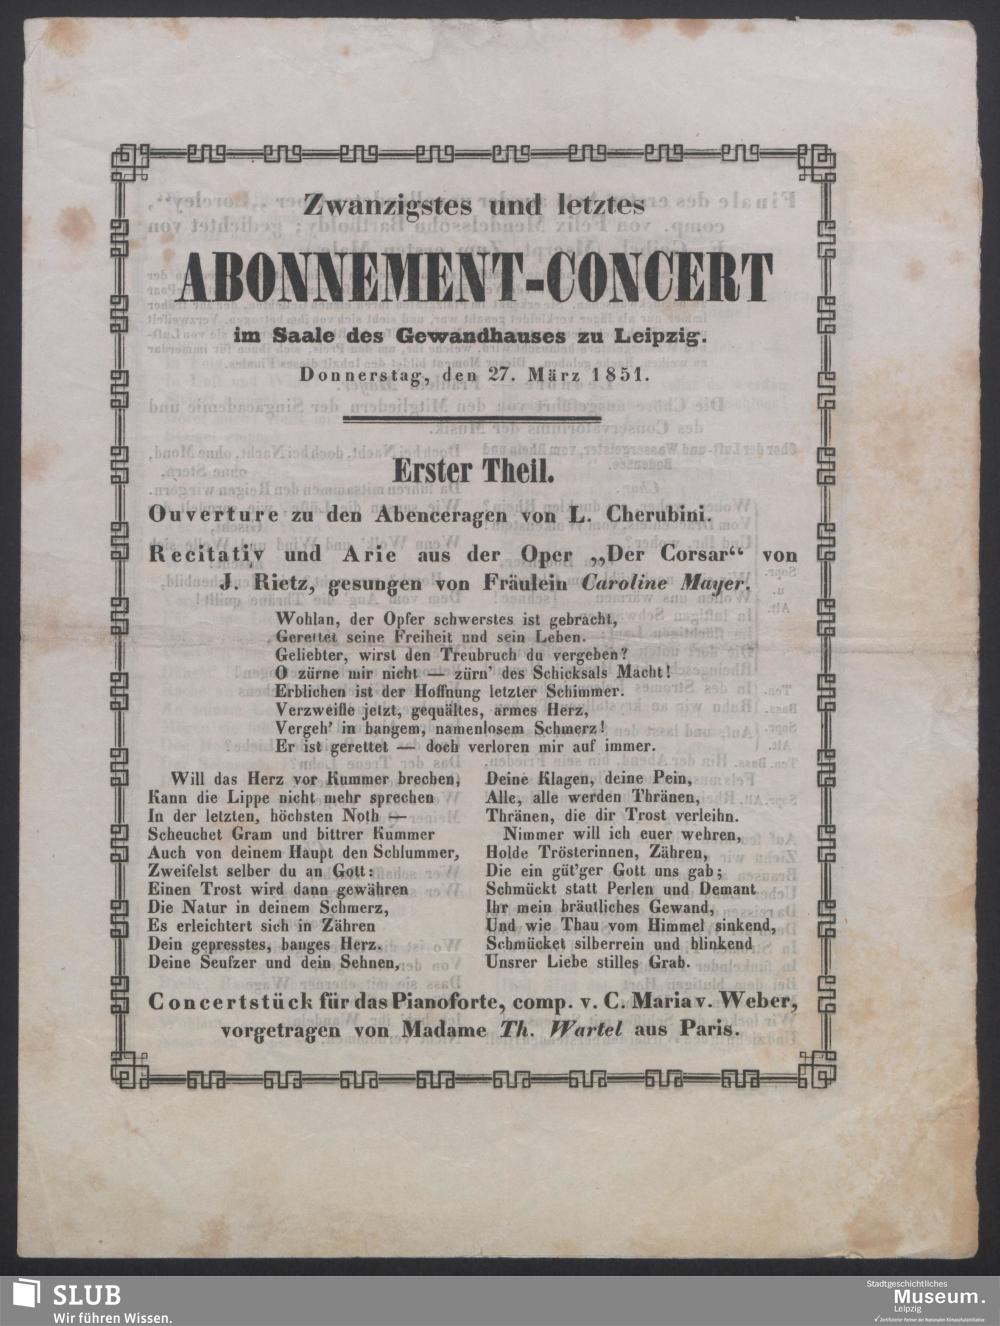 Zwanzigstes und letztes
ABONNEMENT-CONCERT
im Saale des Gewandhauses zu Leipzig.
Donnerstag, den 27. März 1851.
Erster Theil.
Ouverture zu den Abenceragen von L. Cherubini.
Recitativ und Arie aus der Oper „Der Corsar“ von
J. Rietz, gesungen von Fräulein Caroline Mayer.
Wohlan, der Opfer schwerstes ist gebracht,
Gerettet seine Freiheit und sein Leben.
Geliebter, wirst den Treubruch du vergeben?
O zürne mir nicht — zürn' des Schicksals Macht!
Erblichen ist der Hoffnung letzter Schimmer.
Verzweifle jetzt, gequältes, armes Herz,
Vergeh' in bangem, namenlosem Schmerz!
Er ist gerettet — doch verloren mir auf immer.
Will das Herz vor Kummer brechen,
Kann die Lippe nicht mehr sprechen
In der letzten, höchsten Noth —
Scheuchet Gram und bittrer Kummer
Auch von deinem Haupt den Schlummer,
Zweifelst selber du an Gott:
Einen Trost wird dann gewähren
Die Natur in deinem Schmerz,
Es erleichtert sich in Zähren
Dein gepresstes, banges Herz.
Deine Seufzer und dein Sehnen,
Deine Klagen, deine Pein,
Alle, alle werden Thränen,
Thränen, die dir Trost verleihn.
Nimmer will ich euer wehren,
Holde Trösterinnen, Zähren,
Die ein güt'ger Gott uns gab;
Schmückt statt Perlen und Demant
Ihr mein bräutliches Gewand,
Und wie Thau vom Himmel sinkend,
Schmücket silberrein und blinkend
Unsrer Liebe stilles Grab.
Concertstück für das Pianoforte, comp. v. C. Maria v. Weber,
vorgetragen von Madame Th. Wartel aus Paris.
SLUB
Wir führen Wissen.
Stadtgeschichtliches
Museum.
Leipzig
Zertifizierter Partner der Nationalen Klimaschutzinitiative